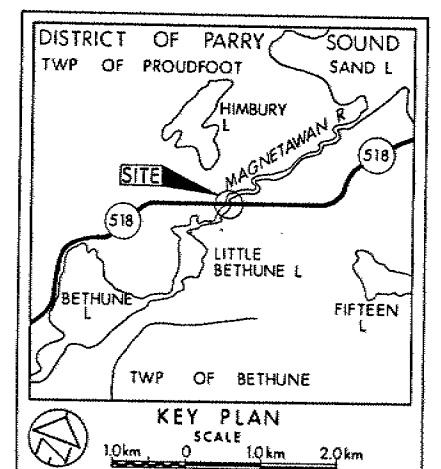 DISTRICT OF PARRY SOUND
TWP OF PROUDFOOT
SAND L
HIMBURY
L
MAGNETAWAN R
518
SITE
518
LITTLE
BETHUNE L
BETHUNE
L
FIFTEEN
L
TWP OF BETHUNE
KEY PLAN
SCALE
1.0km 0 1.0km 2.0km